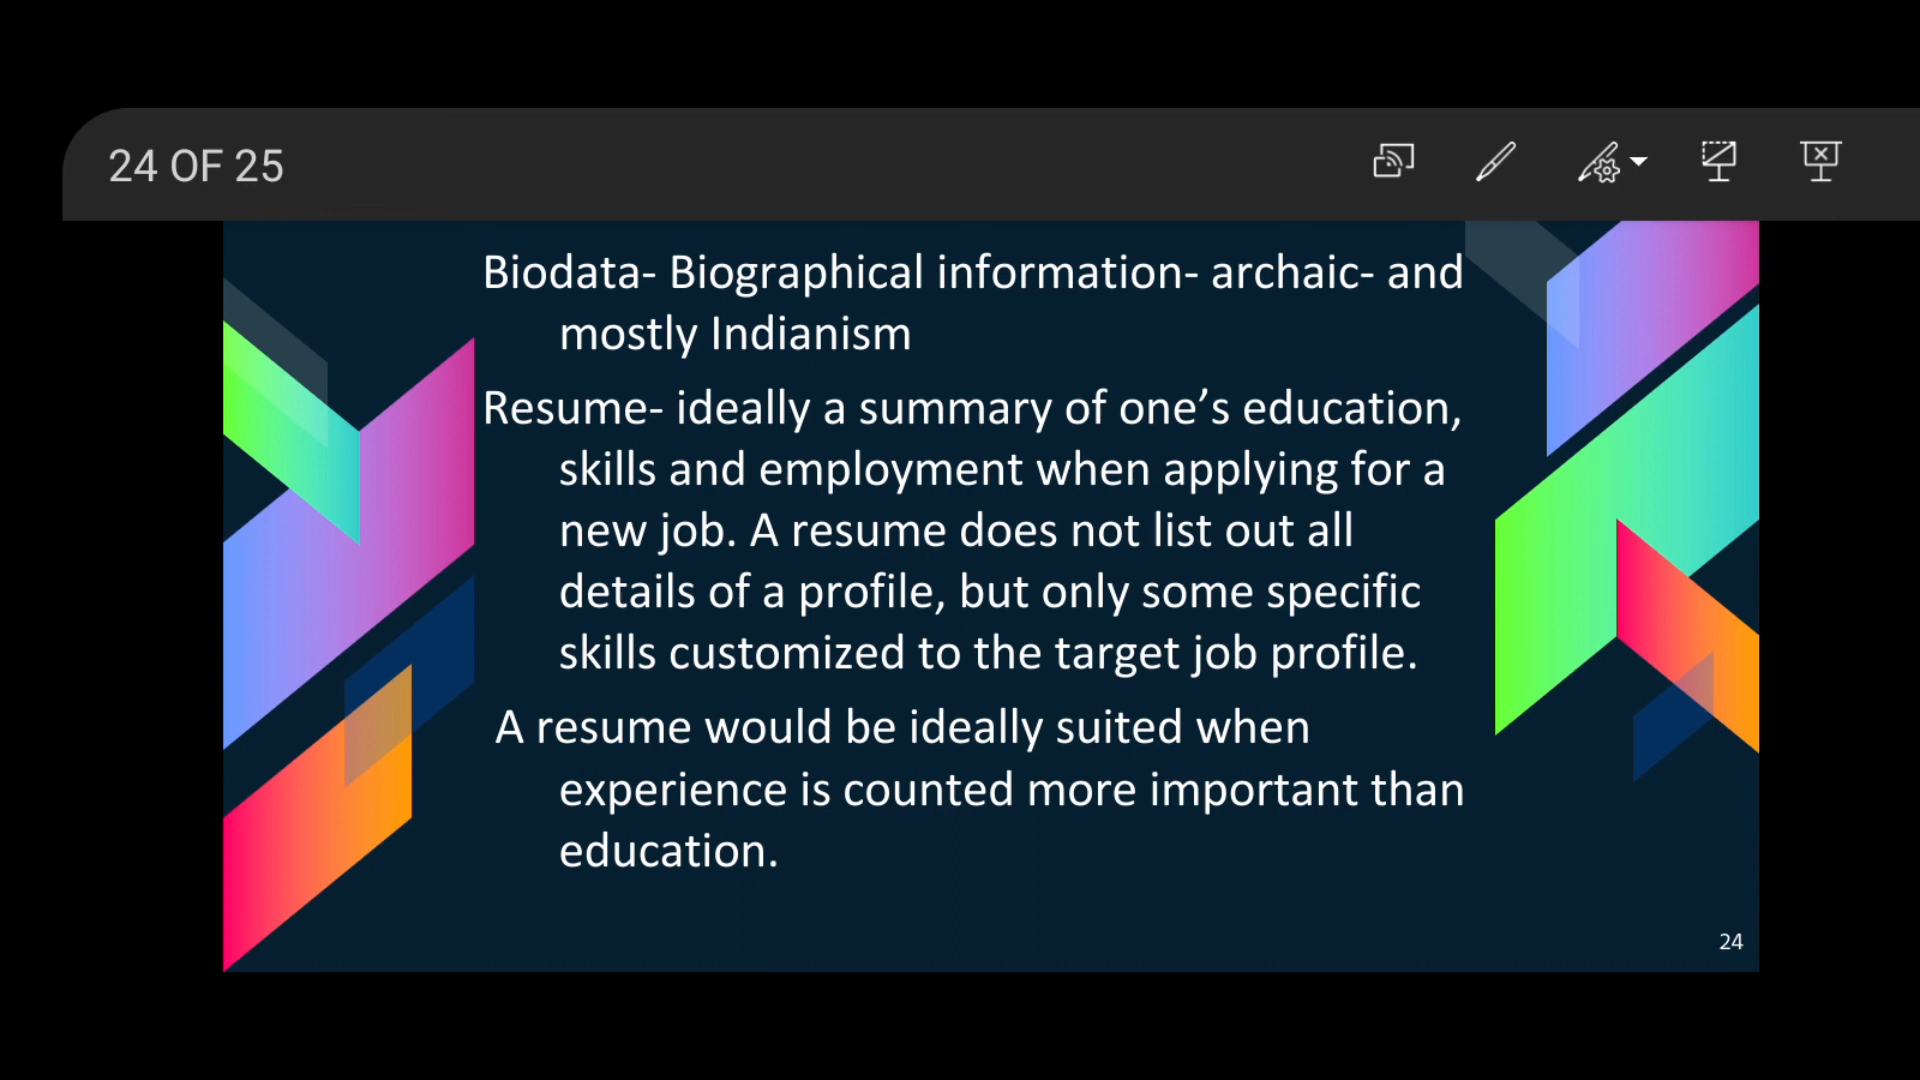 24 OF 25
Biodata- Biographical information- archaic- and
mostly Indianism
Resume- ideally a summary of one’s education,
skills and employment when applying for a
new job. A resume does not list out all
details of a profile, but only some specific
skills customized to the target job profile.
A resume would be ideally suited when
experience is counted more important than
education.
24